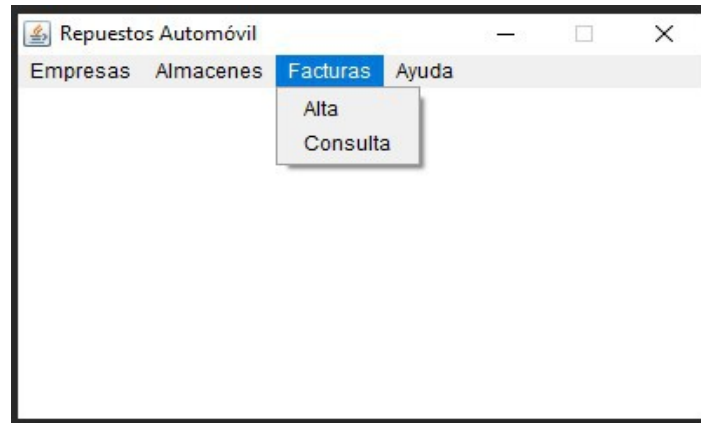 Repuestos Automóvil
Empresas Almacenes Facturas Ayuda
Alta
Consulta